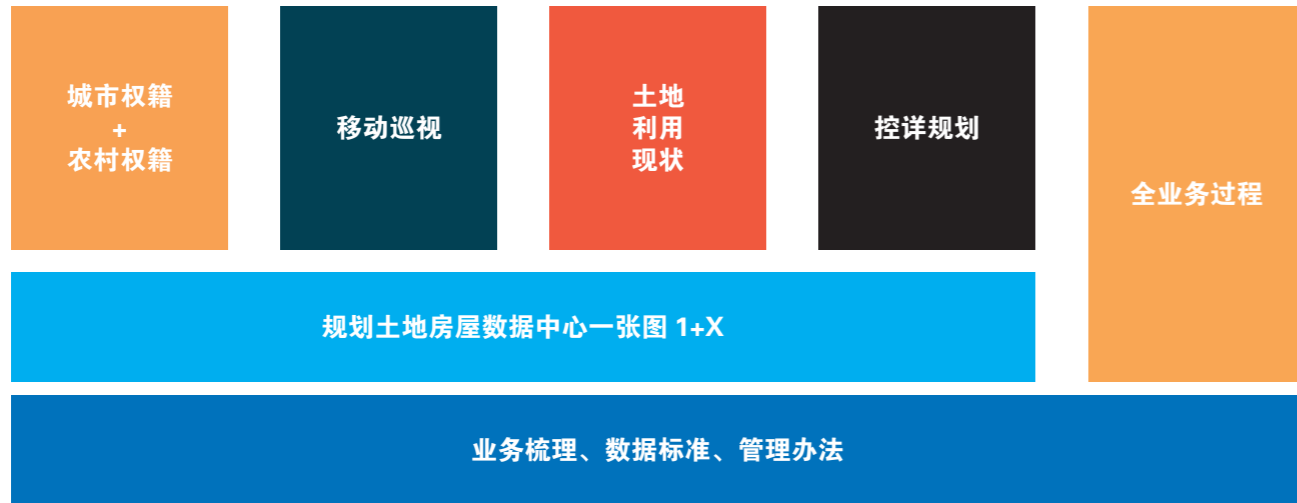 城市权籍
+
农村权籍
移动巡视
土地
利用
现状
控详规划
全业务过程
规划土地房屋数据中心一张图 1+X
业务梳理、数据标准、管理办法